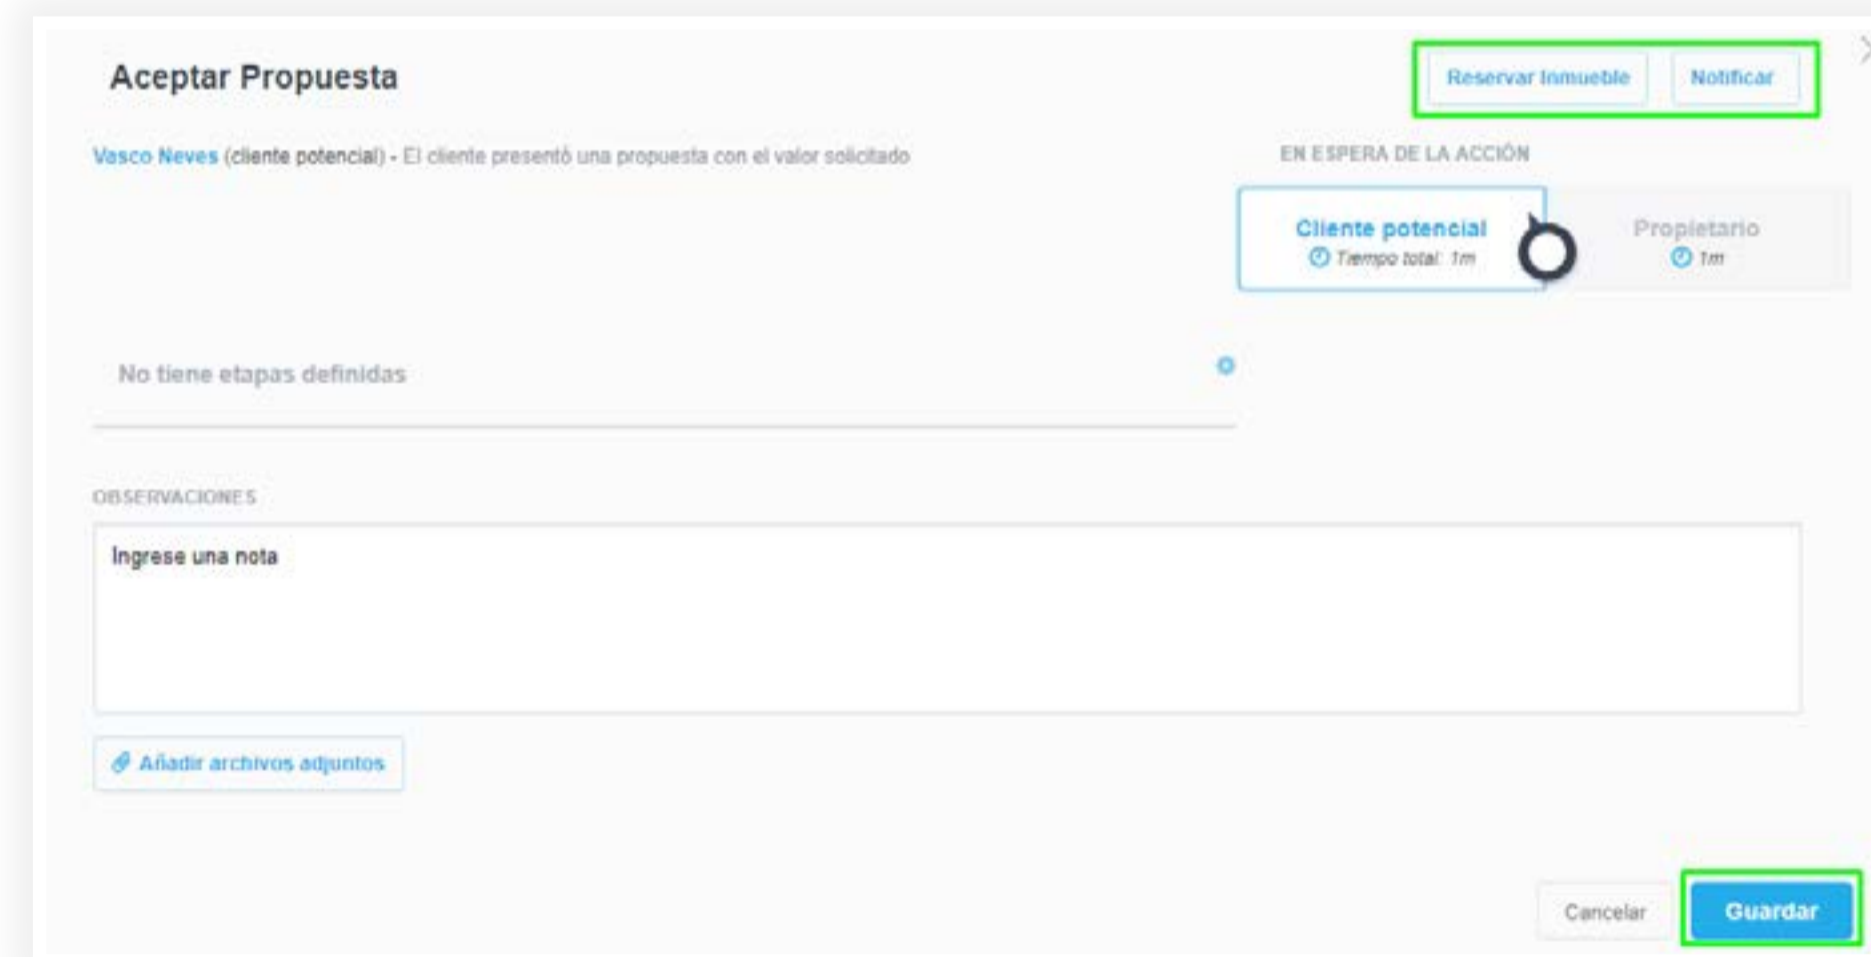 Aceptar Propuesta
Reservar Inmueble
Notificar
Vasco Neves (cliente potencial) - El cliente presentó una propuesta con el valor solicitado
EN ESPERA DE LA ACCIÓN
Cliente potencial
Tiempo total: 1m
Propietario
1m
No tiene etapas definidas
OBSERVACIONES
Ingrese una nota
Añadir archivos adjuntos
Cancelar
Guardar